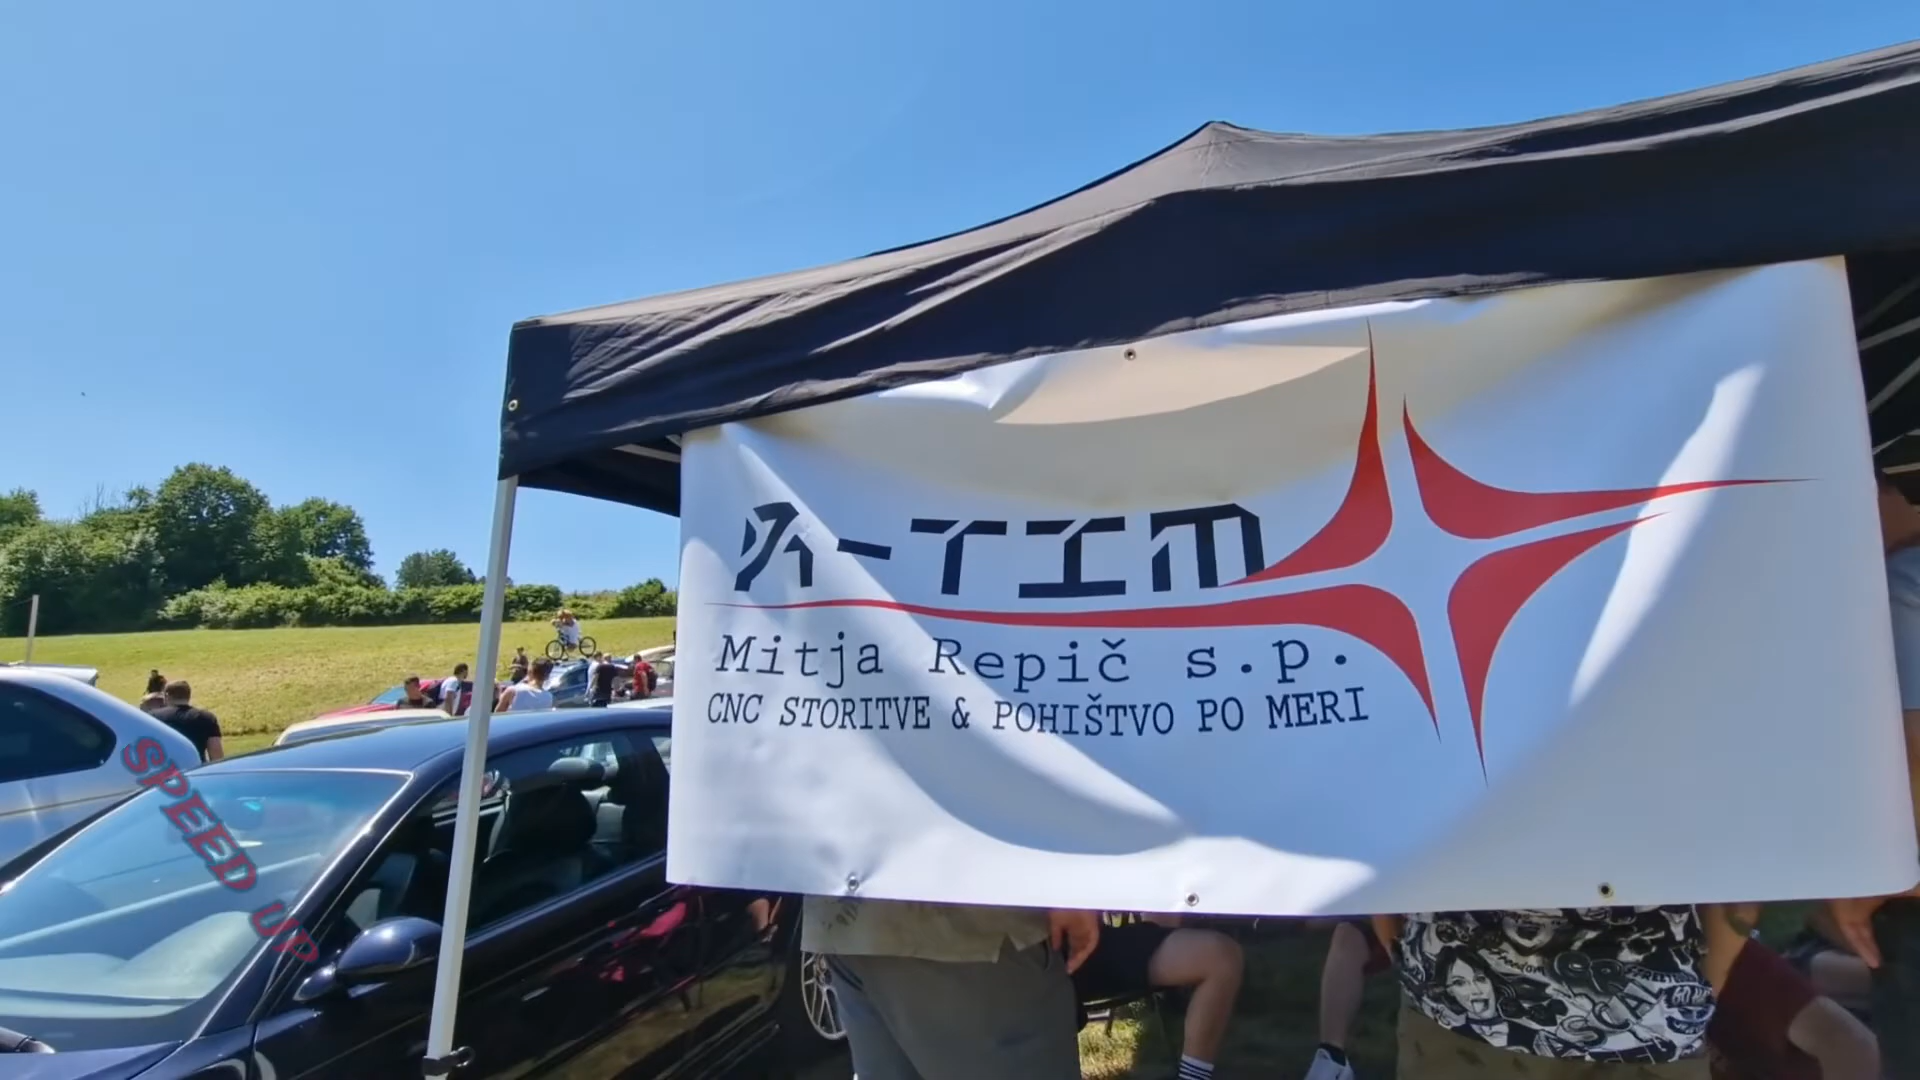 A-TIM
Mitja Repič s.p.
CNC STORITVE & POHIŠTVO PO MERI
SPEED UP